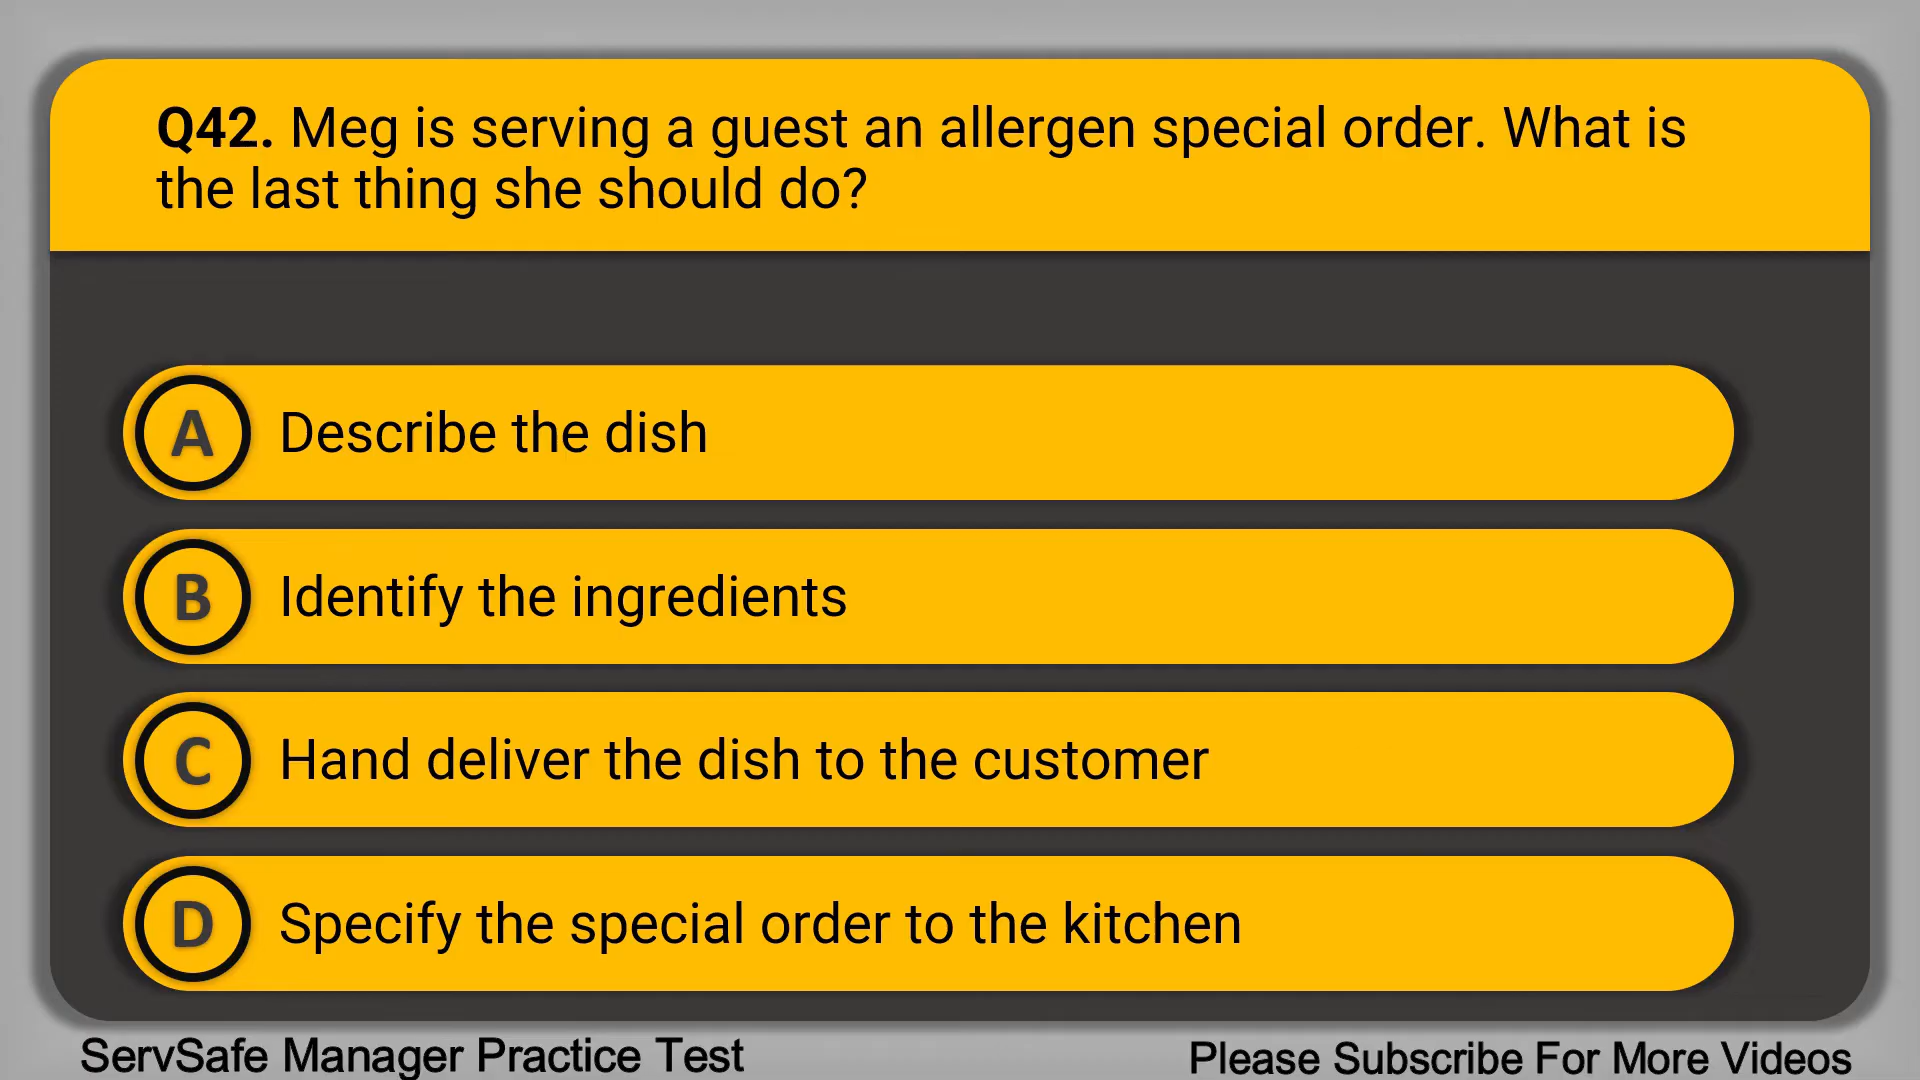 Q42. Meg is serving a guest an allergen special order. What is
the last thing she should do?
A Describe the dish
B Identify the ingredients
C Hand deliver the dish to the customer
D Specify the special order to the kitchen
ServSafe Manager Practice Test
Please Subscribe For More Videos